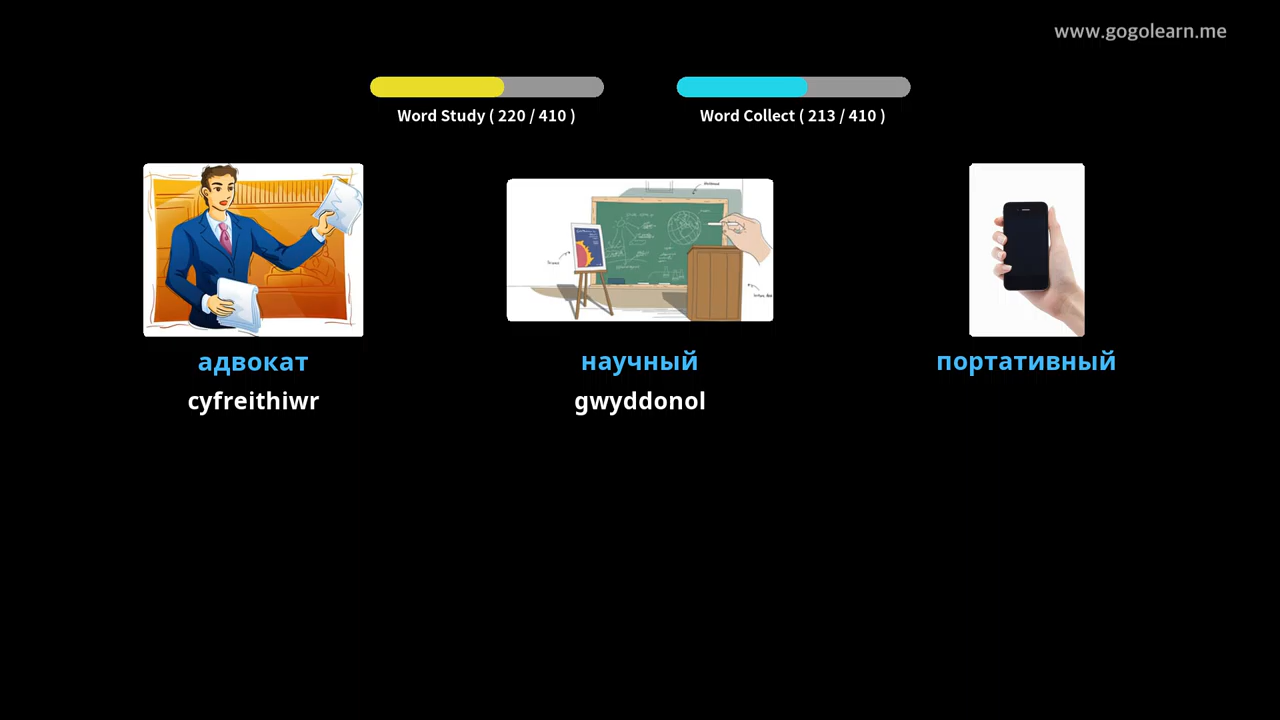 www.gogolearn.me
Word Study ( 220 / 410 )
Word Collect ( 213 / 410 )
адвокат
научный
портативный
cyfreithiwr
gwyddonol